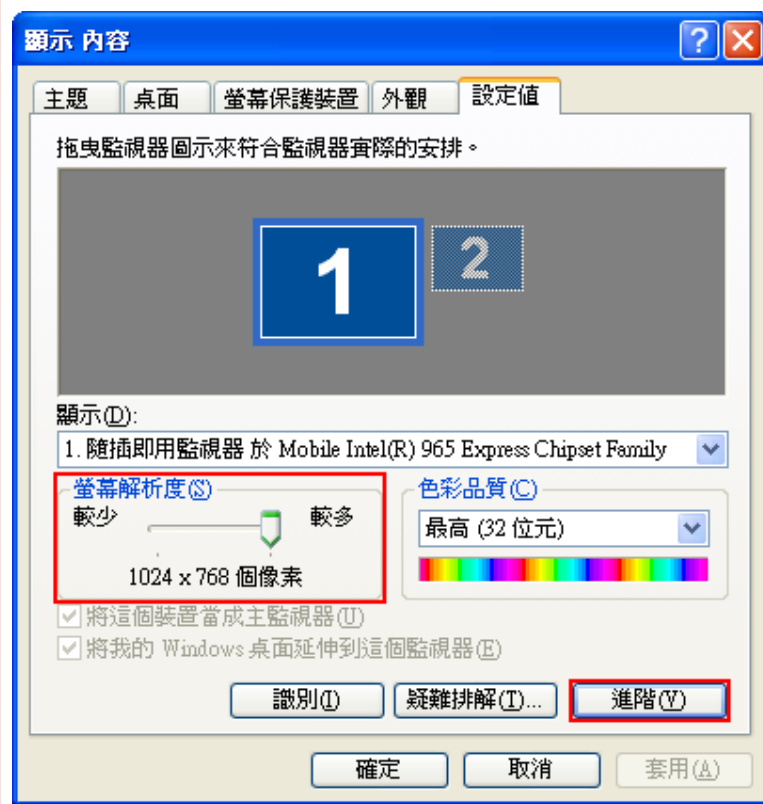 顯示 內容
主題 桌面 螢幕保護裝置 外觀 設定值
拖曳監視器圖示來符合監視器實際的安排。
1 2
顯示(D):
1. 隨插即用監視器 於 Mobile Intel(R) 965 Express Chipset Family
螢幕解析度(S) 色彩品質(C)
較少 較多 最高 (32 位元)
1024 x 768 個像素
將這個裝置當成主監視器(U)
將我的 Windows 桌面延伸到這個監視器(E)
識別(I) 疑難排解(T)... 進階(V)
確定 取消 套用(A)